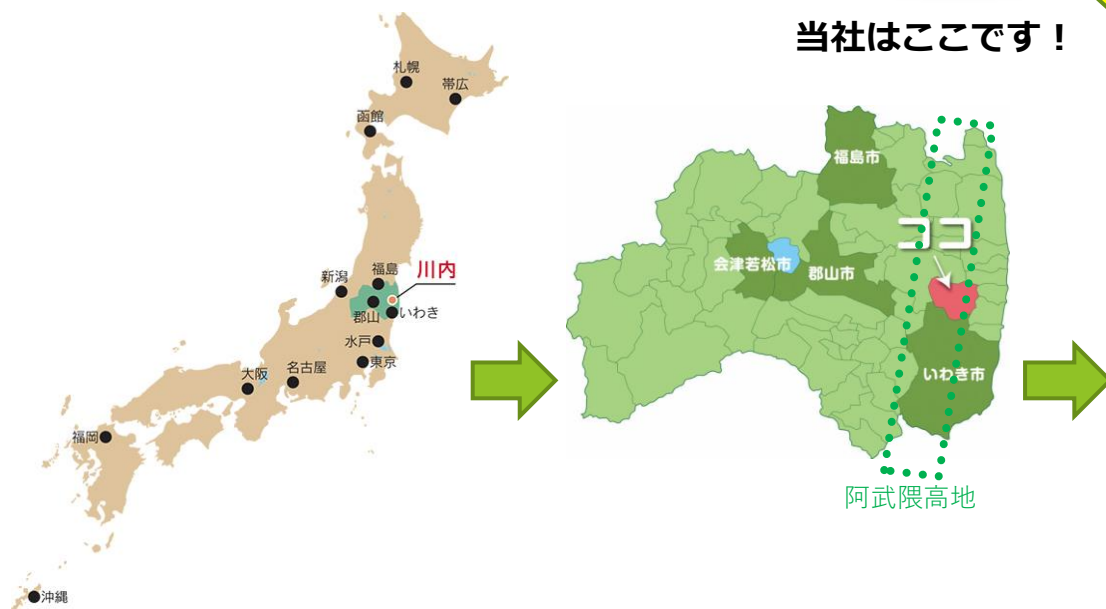 当社はここです！
札幌
帯広
函館
新潟
福島
川内
郡山
いわき
水戸
東京
大阪
名古屋
福岡
沖縄
福島市
ココ
会津若松市
郡山市
いわき市
阿武隈高地